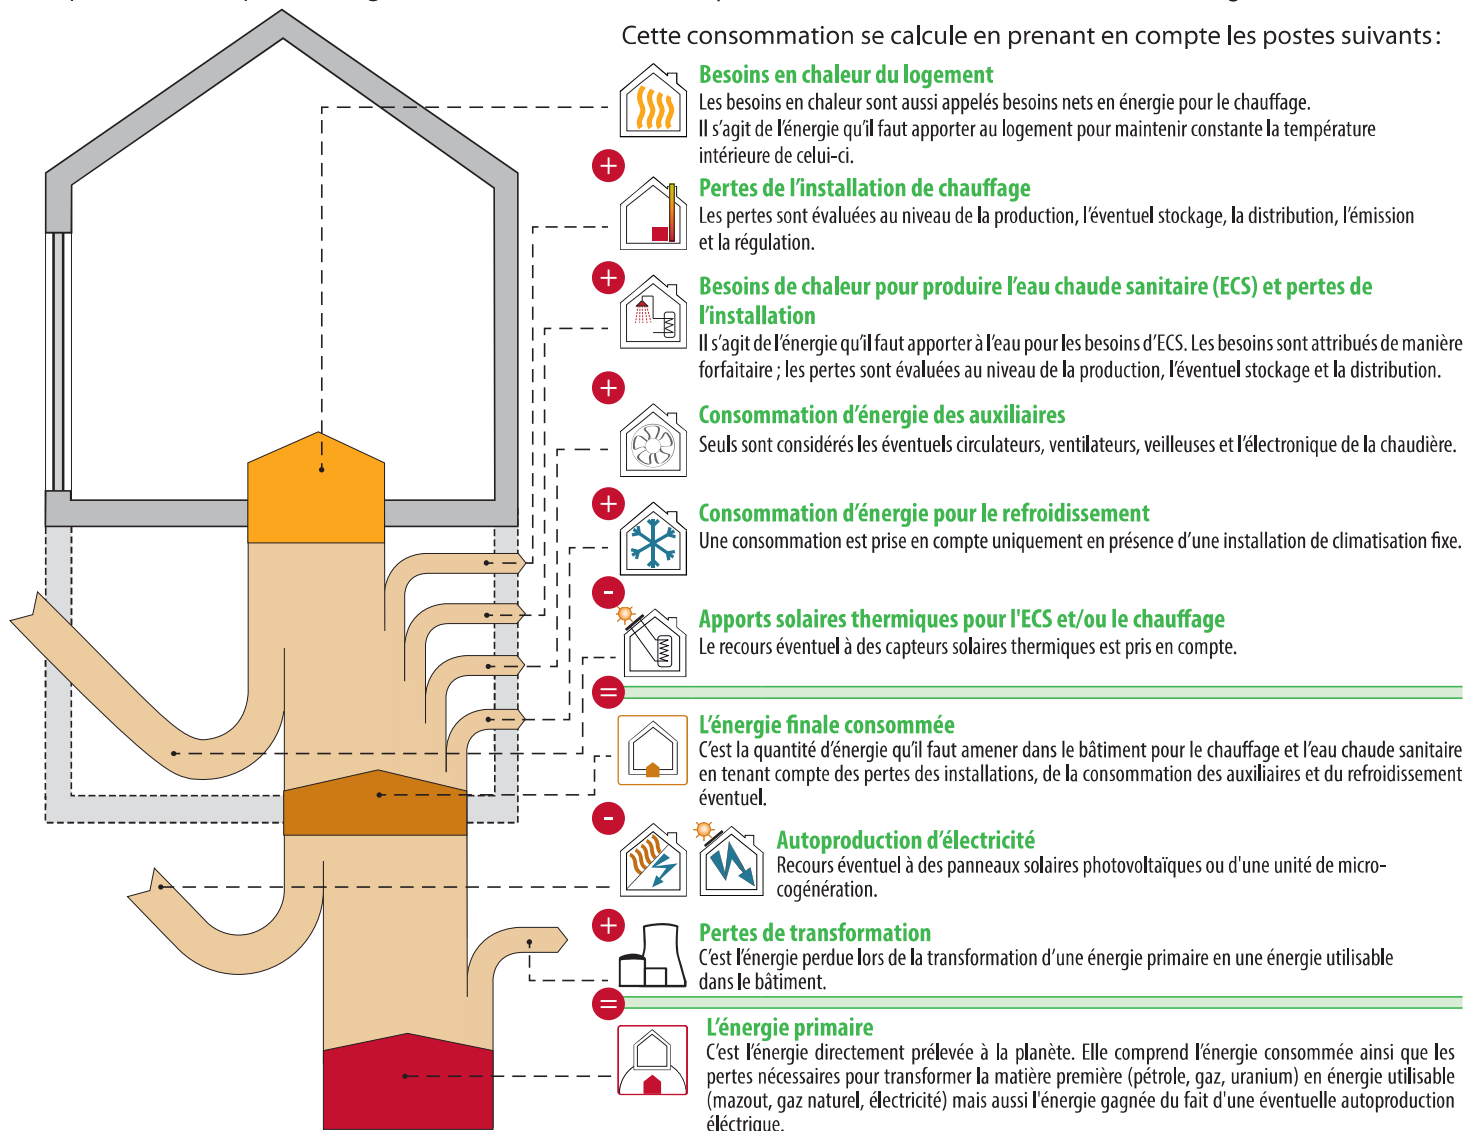 Cette consommation se calcule en prenant en compte les postes suivants :
Besoins en chaleur du logement
Les besoins en chaleur sont aussi appelés besoins nets en énergie pour le chauffage.
Il s'agit de l'énergie qu'il faut apporter au logement pour maintenir constante la température
intérieure de celui-ci.
+
Pertes de l'installation de chauffage
Les pertes sont évaluées au niveau de la production, l'éventuel stockage, la distribution, l'émission
et la régulation.
+
Besoins de chaleur pour produire l'eau chaude sanitaire (ECS) et pertes de
l'installation
Il s'agit de l'énergie qu'il faut apporter à l'eau pour les besoins d'ECS. Les besoins sont attribués de manière
forfaitaire ; les pertes sont évaluées au niveau de la production, l'éventuel stockage et la distribution.
+
Consommation d'énergie des auxiliaires
Seuls sont considérés les éventuels circulateurs, ventilateurs, veilleuses et l'électronique de la chaudière.
+
Consommation d'énergie pour le refroidissement
Une consommation est prise en compte uniquement en présence d'une installation de climatisation fixe.
-
Apports solaires thermiques pour l'ECS et/ou le chauffage
Le recours éventuel à des capteurs solaires thermiques est pris en compte.
=
L'énergie finale consommée
C'est la quantité d'énergie qu'il faut amener dans le bâtiment pour le chauffage et l'eau chaude sanitaire
en tenant compte des pertes des installations, de la consommation des auxiliaires et du refroidissement
éventuel.
-
Autoproduction d'électricité
Recours éventuel à des panneaux solaires photovoltaïques ou d'une unité de micro-
cogénération.
+
Pertes de transformation
C'est l'énergie perdue lors de la transformation d'une énergie primaire en une énergie utilisable
dans le bâtiment.
=
L'énergie primaire
C'est l'énergie directement prélevée à la planète. Elle comprend l'énergie consommée ainsi que les
pertes nécessaires pour transformer la matière première (pétrole, gaz, uranium) en énergie utilisable
(mazout, gaz naturel, électricité) mais aussi l'énergie gagnée du fait d'une éventuelle autoproduction
éléctrique.